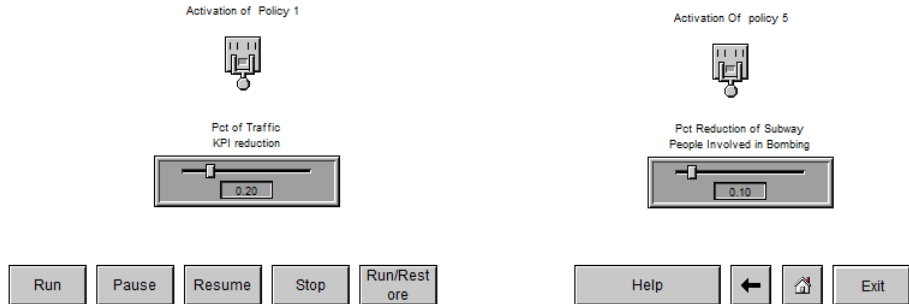 Activation of Policy 1
Activation Of policy 5
Pct of Traffic
KPI reduction
0.20
Pct Reduction of Subway
People Involved in Bombing
0.10
Run
Pause
Resume
Stop
Run/Rest
ore
Help
Exit